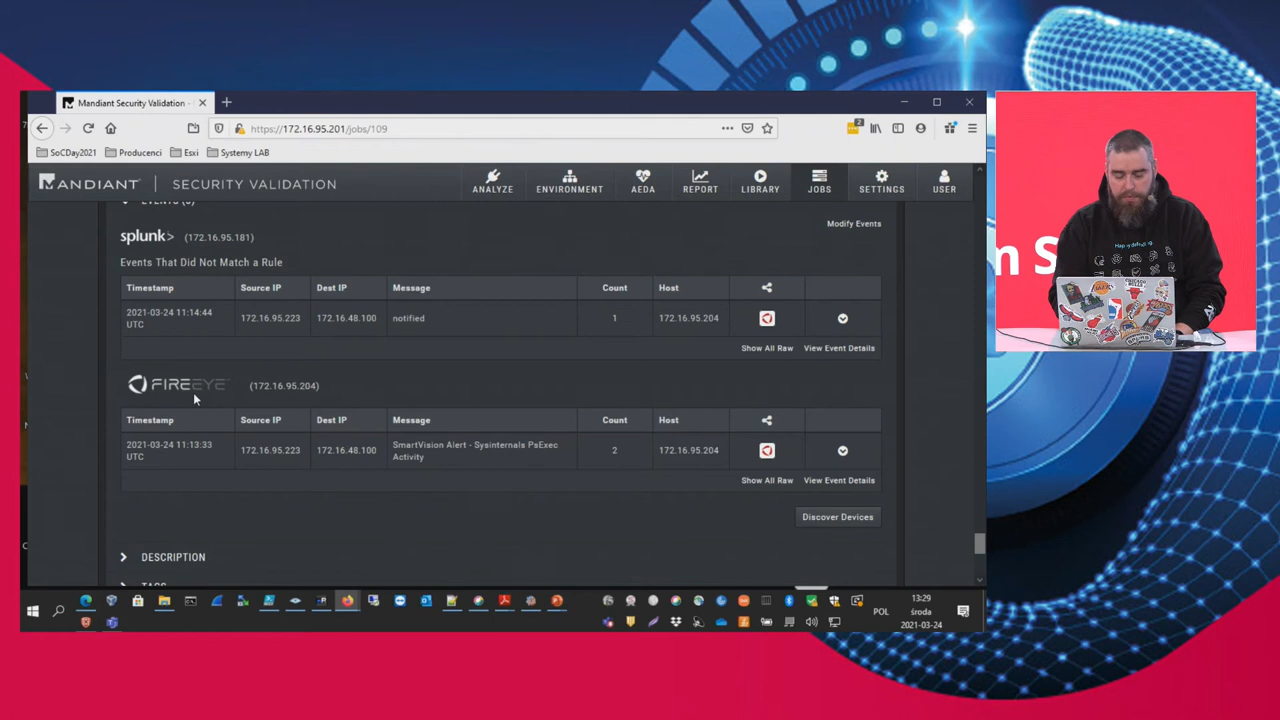 Mandiant Security Validation -
https://172.16.95.201/jobs/109
2
SoCDay2021 Producenci Esxi Systemy LAB
MANDIANT SECURITY VALIDATION
ANALYZE ENVIRONMENT AEDA REPORT LIBRARY JOBS SETTINGS USER
splunk> (172.16.95.181)
Modify Events
Events That Did Not Match a Rule
Timestamp Source IP Dest IP Message Count Host
2021-03-24 11:14:44 172.16.95.223 172.16.48.100 notified 1 172.16.95.204
UTC
Show All Raw View Event Details
FIREEYE (172.16.95.204)
Timestamp Source IP Dest IP Message Count Host
2021-03-24 11:13:33 172.16.95.223 172.16.48.100 SmartVision Alert - Sysinternals PsExec 2 172.16.95.204
UTC Activity
Show All Raw View Event Details
Discover Devices
DESCRIPTION
POL
13:29
środa
2021-03-24